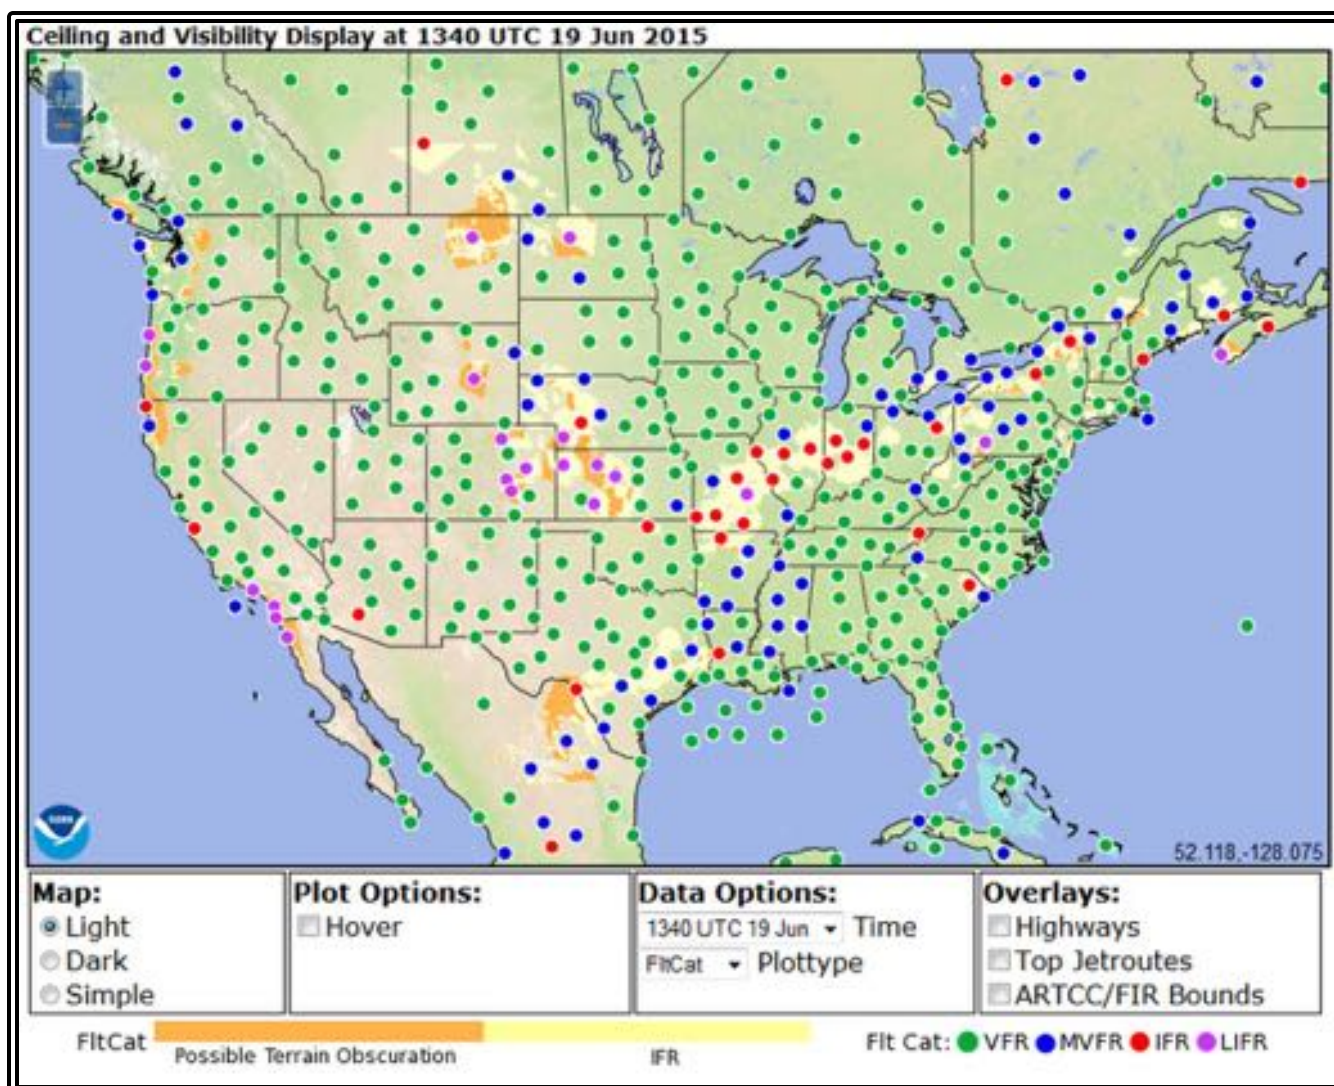 Ceiling and Visibility Display at 1340 UTC 19 Jun 2015
52.118,-128.075
Map:
Light
Dark
Simple
Plot Options:
Hover
Data Options:
1340 UTC 19 Jun Time
FltCat Plottype
Overlays:
Highways
Top Jetroutes
ARTCC/FIR Bounds
FltCat
Possible Terrain Obscuration
IFR
Flt Cat: VFR MVFR IFR LIFR